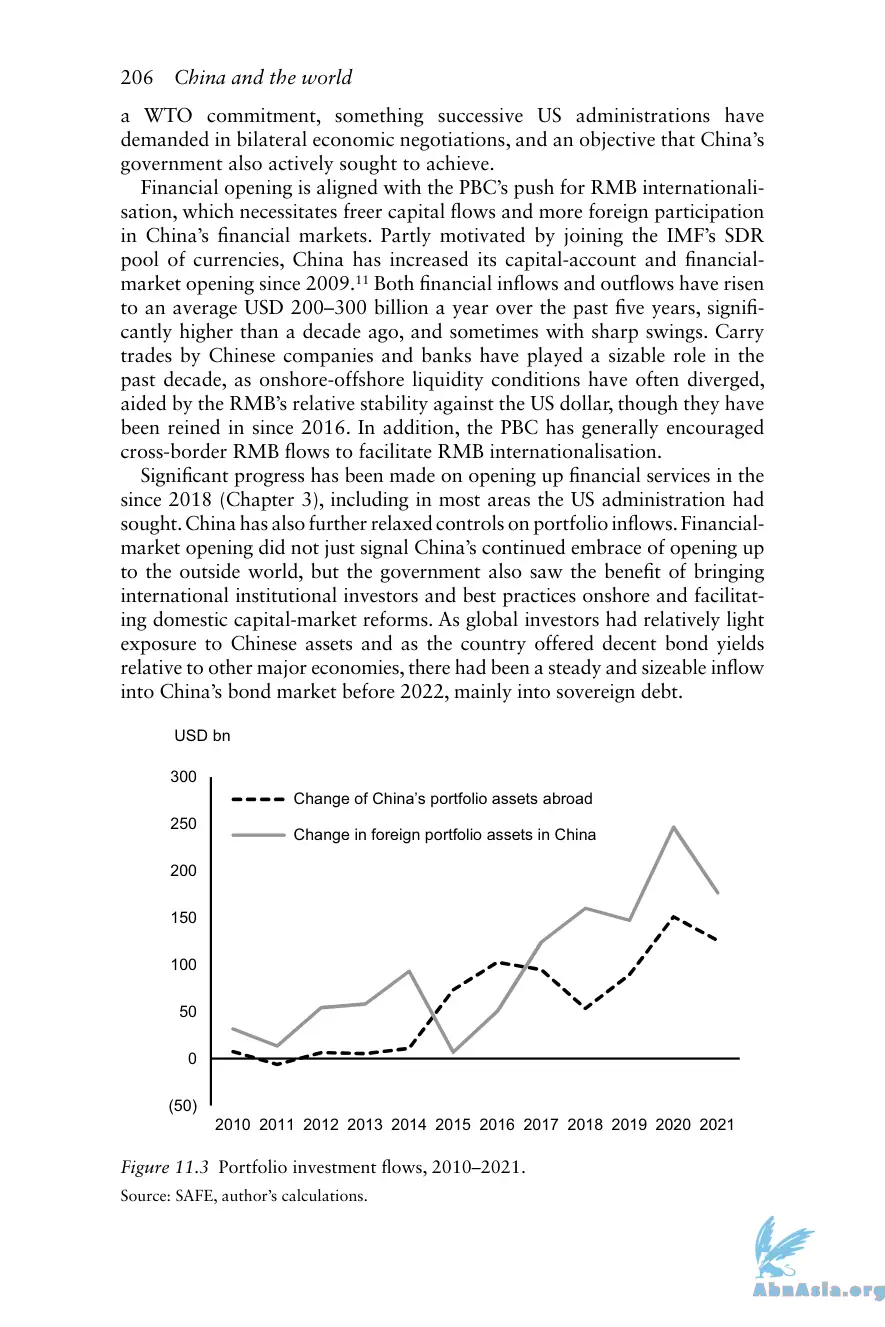 206 China and the world
a WTO commitment, something successive US administrations have
demanded in bilateral economic negotiations, and an objective that China’s
government also actively sought to achieve.
Financial opening is aligned with the PBC’s push for RMB internationali-
sation, which necessitates freer capital flows and more foreign participation
in China’s financial markets. Partly motivated by joining the IMF’s SDR
pool of currencies, China has increased its capital-account and financial-
market opening since 2009.¹¹ Both financial inflows and outflows have risen
to an average USD 200–300 billion a year over the past five years, signifi-
cantly higher than a decade ago, and sometimes with sharp swings. Carry
trades by Chinese companies and banks have played a sizable role in the
past decade, as onshore-offshore liquidity conditions have often diverged,
aided by the RMB’s relative stability against the US dollar, though they have
been reined in since 2016. In addition, the PBC has generally encouraged
cross-border RMB flows to facilitate RMB internationalisation.
Significant progress has been made on opening up financial services in the
since 2018 (Chapter 3), including in most areas the US administration had
sought. China has also further relaxed controls on portfolio inflows. Financial-
market opening did not just signal China’s continued embrace of opening up
to the outside world, but the government also saw the benefit of bringing
international institutional investors and best practices onshore and facilitat-
ing domestic capital-market reforms. As global investors had relatively light
exposure to Chinese assets and as the country offered decent bond yields
relative to other major economies, there had been a steady and sizeable inflow
into China’s bond market before 2022, mainly into sovereign debt.
USD bn
300
Change of China’s portfolio assets abroad
250
Change in foreign portfolio assets in China
200
150
100
50
0
(50)
2010 2011 2012 2013 2014 2015 2016 2017 2018 2019 2020 2021
Figure 11.3 Portfolio investment flows, 2010–2021.
Source: SAFE, author’s calculations.
AbnAsia.org